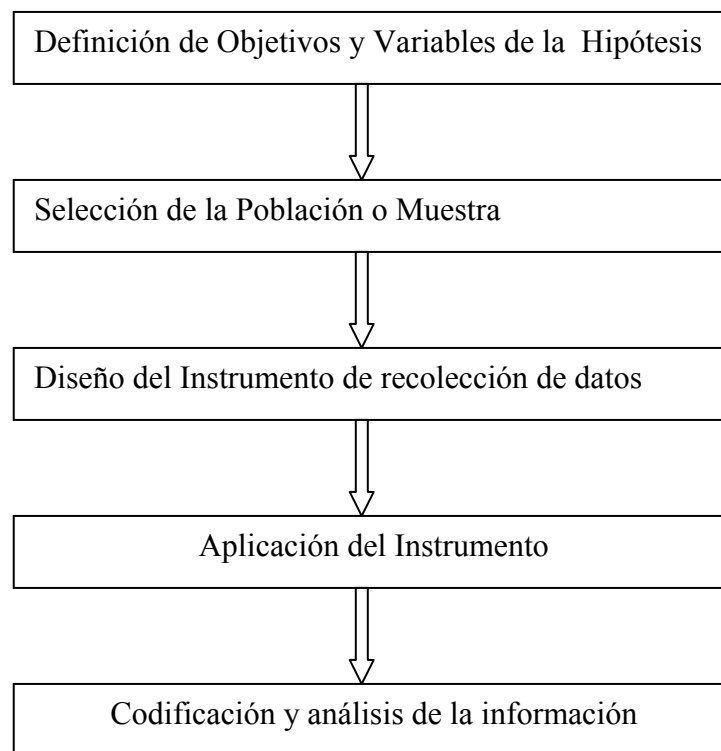 Definición de Objetivos y Variables de la Hipótesis
Selección de la Población o Muestra
Diseño del Instrumento de recolección de datos
Aplicación del Instrumento
Codificación y análisis de la información